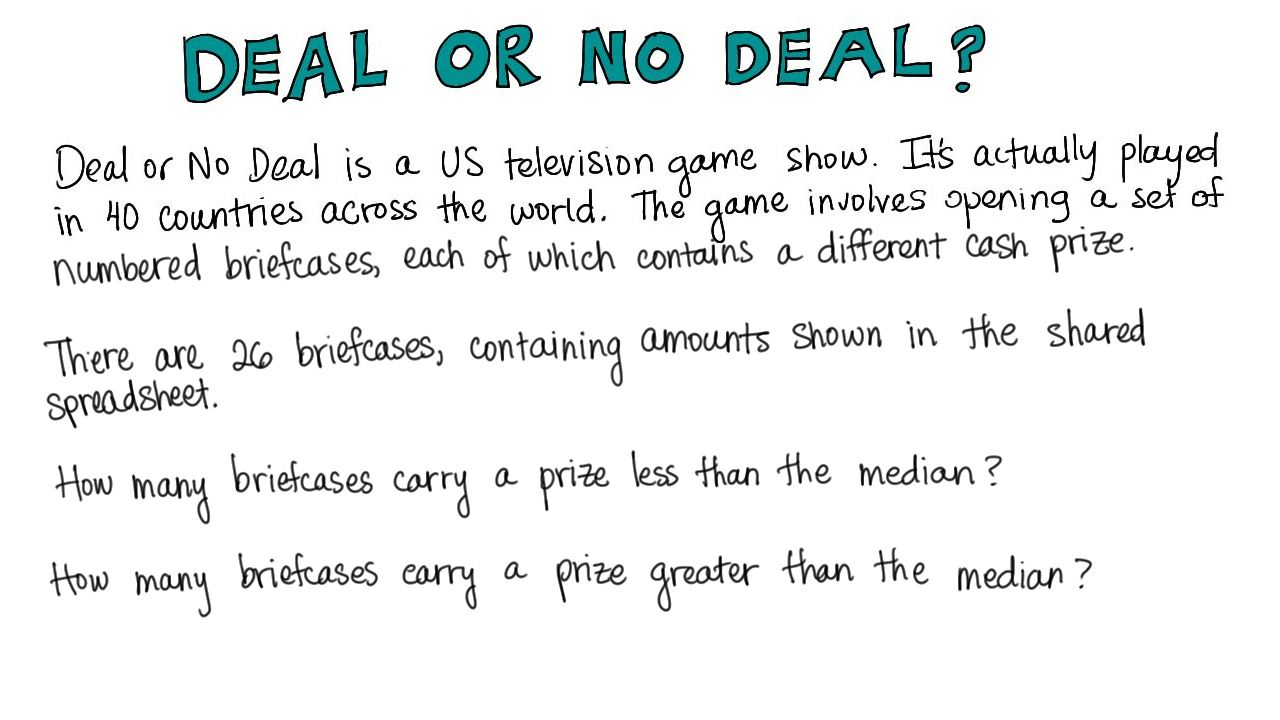 DEAL OR NO DEAL?
Deal or No Deal is a US television game show. It's actually played
in 40 countries across the world. The game involves opening a set of
numbered briefcases, each of which contains a different cash prize.
There are 26 briefcases, containing amounts shown in the shared
spreadsheet.
How many briefcases carry a prize less than the median?
How many briefcases carry a prize greater than the median?